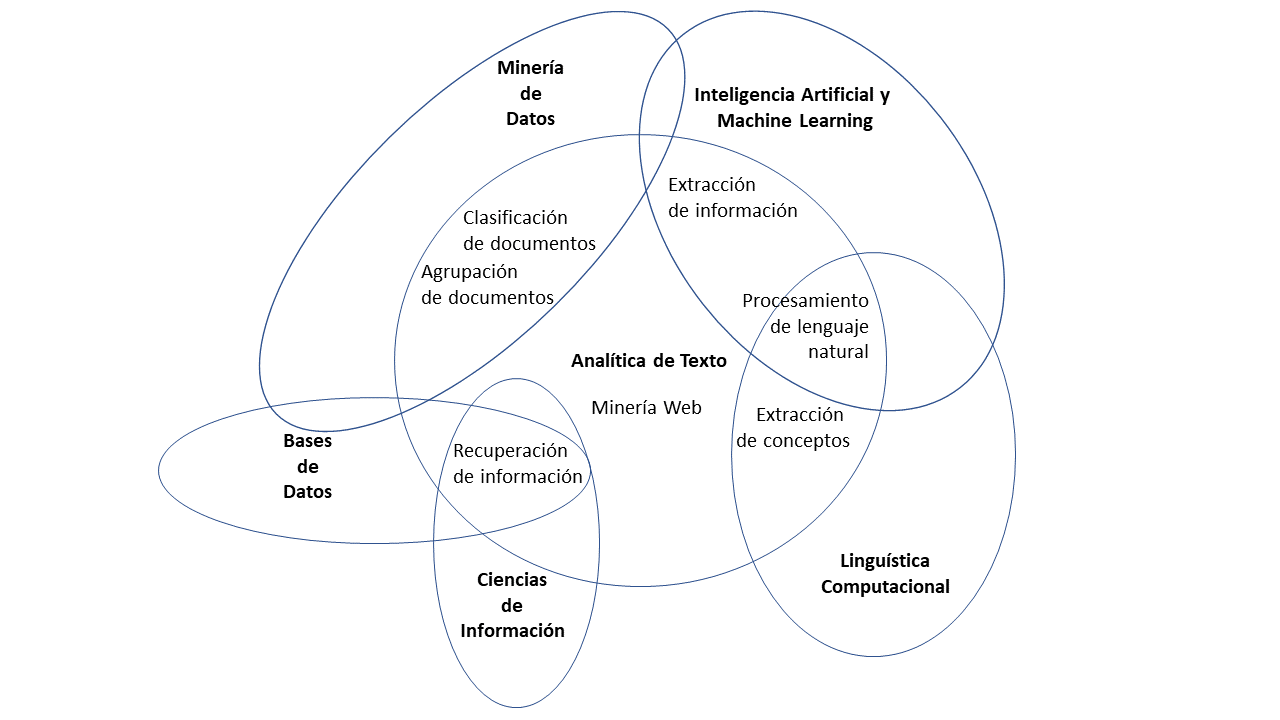 Minería
de
Datos
Inteligencia Artificial y
Machine Learning
Extracción
de información
Clasificación
de documentos
Agrupación
de documentos
Procesamiento
de lenguaje
natural
Analítica de Texto
Minería Web
Extracción
de conceptos
Bases
de
Datos
Recuperación
de información
Ciencias
de
Información
Linguística
Computacional